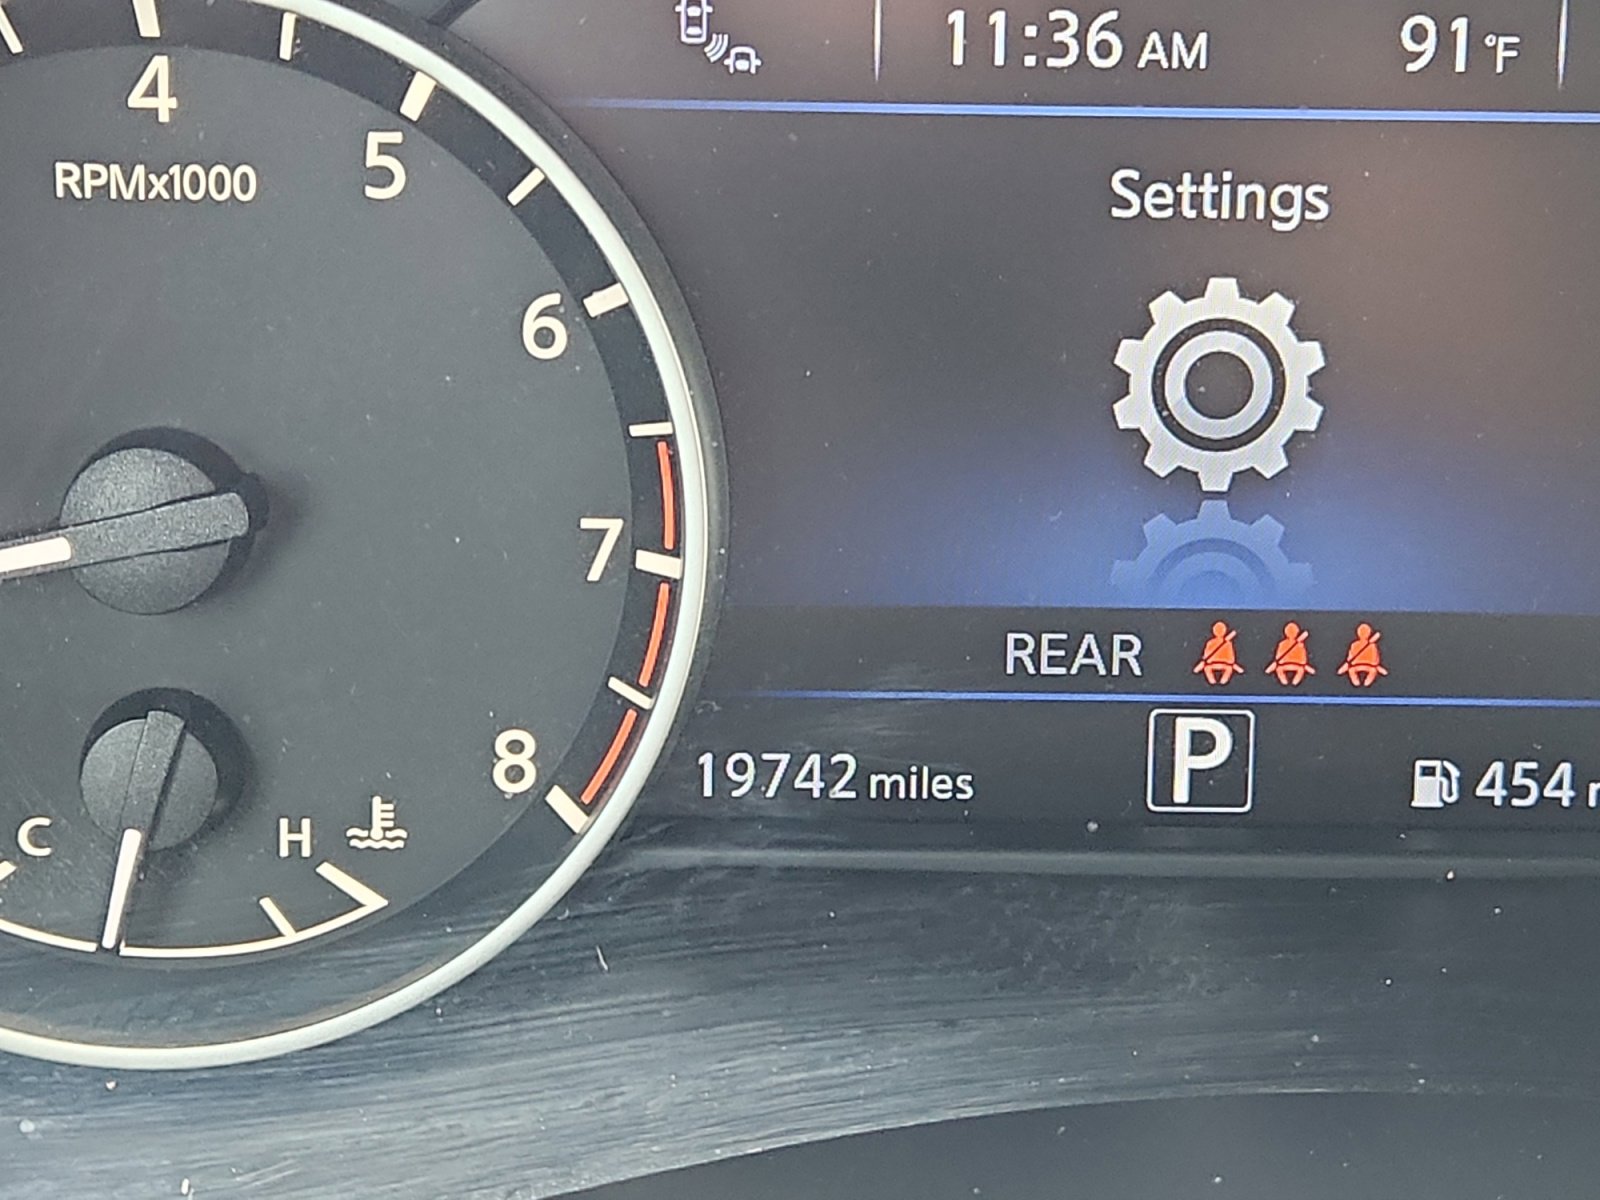 11:36 AM
91°F
4
5
RPMx1000
Settings
6
7
REAR
8
19742 miles
P
454
C
H